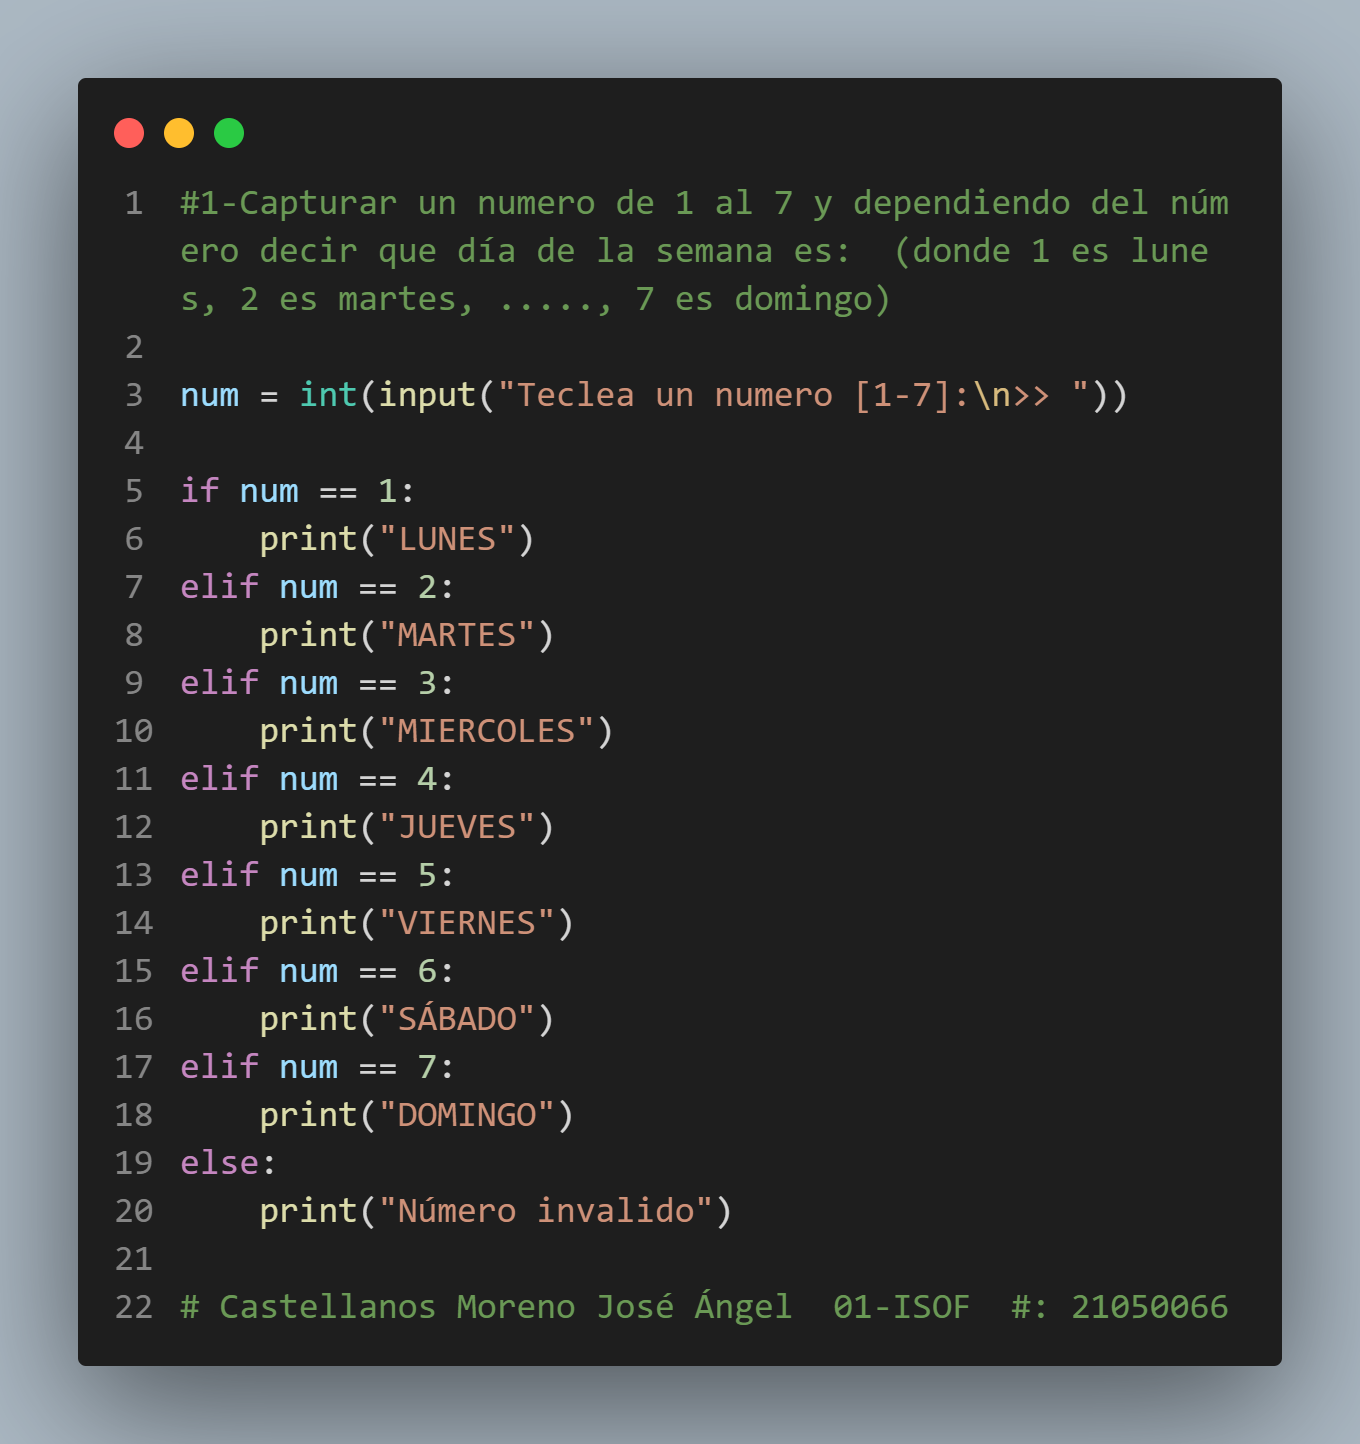 1 #1-Capturar un numero de 1 al 7 y dependiendo del núm
ero decir que día de la semana es:  (donde 1 es lune
s, 2 es martes, ....., 7 es domingo)
2
3 num = int(input("Teclea un numero [1-7]:\n>> "))
4
5 if num == 1:
6     print("LUNES")
7 elif num == 2:
8     print("MARTES")
9 elif num == 3:
10     print("MIERCOLES")
11 elif num == 4:
12     print("JUEVES")
13 elif num == 5:
14     print("VIERNES")
15 elif num == 6:
16     print("SÁBADO")
17 elif num == 7:
18     print("DOMINGO")
19 else:
20     print("Número invalido")
21
22 # Castellanos Moreno José Ángel  01-ISOF  #: 21050066